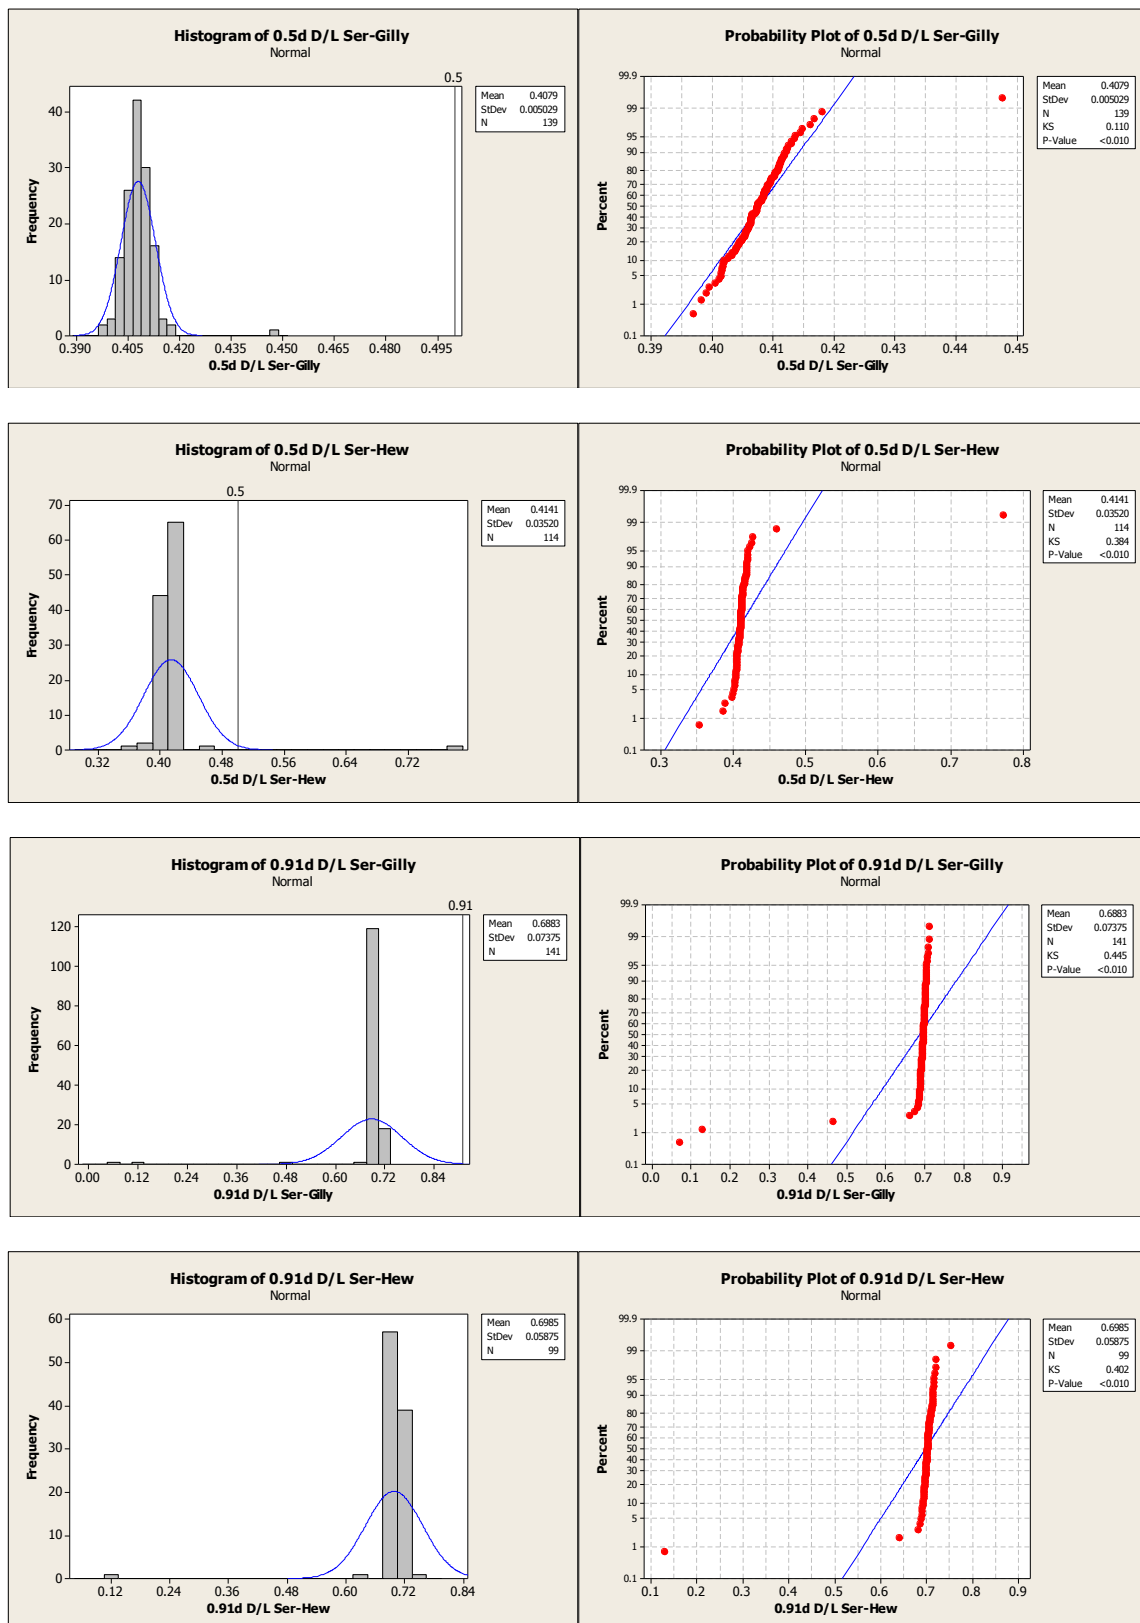 Histogram of 0.5d D/L Ser-Gilly
Normal
0.5
Mean 0.4079
StDev 0.005029
N 139
Frequency
40
30
20
10
0
0.390 0.405 0.420 0.435 0.450 0.465 0.480 0.495
0.5d D/L Ser-Gilly
Probability Plot of 0.5d D/L Ser-Gilly
Normal
Mean 0.4079
StDev 0.005029
N 139
KS 0.110
P-Value <0.010
Percent
99.9
99
95
90
80
70
60
50
40
30
20
10
5
1
0.1
0.39 0.40 0.41 0.42 0.43 0.44 0.45
0.5d D/L Ser-Gilly
Histogram of 0.5d D/L Ser-Hew
Normal
0.5
Mean 0.4141
StDev 0.03520
N 114
Frequency
70
60
50
40
30
20
10
0
0.32 0.40 0.48 0.56 0.64 0.72
0.5d D/L Ser-Hew
Probability Plot of 0.5d D/L Ser-Hew
Normal
Mean 0.4141
StDev 0.03520
N 114
KS 0.384
P-Value <0.010
Percent
99.9
99
95
90
80
70
60
50
40
30
20
10
5
1
0.1
0.3 0.4 0.5 0.6 0.7 0.8
0.5d D/L Ser-Hew
Histogram of 0.91d D/L Ser-Gilly
Normal
0.91
Mean 0.6883
StDev 0.07375
N 141
Frequency
120
100
80
60
40
20
0
0.00 0.12 0.24 0.36 0.48 0.60 0.72 0.84
0.91d D/L Ser-Gilly
Probability Plot of 0.91d D/L Ser-Gilly
Normal
Mean 0.6883
StDev 0.07375
N 141
KS 0.445
P-Value <0.010
Percent
99.9
99
95
90
80
70
60
50
40
30
20
10
5
1
0.1
0.0 0.1 0.2 0.3 0.4 0.5 0.6 0.7 0.8 0.9
0.91d D/L Ser-Gilly
Histogram of 0.91d D/L Ser-Hew
Normal
Mean 0.6985
StDev 0.05875
N 99
Frequency
60
50
40
30
20
10
0
0.12 0.24 0.36 0.48 0.60 0.72 0.84
0.91d D/L Ser-Hew
Probability Plot of 0.91d D/L Ser-Hew
Normal
Mean 0.6985
StDev 0.05875
N 99
KS 0.402
P-Value <0.010
Percent
99.9
99
95
90
80
70
60
50
40
30
20
10
5
1
0.1
0.1 0.2 0.3 0.4 0.5 0.6 0.7 0.8 0.9
0.91d D/L Ser-Hew